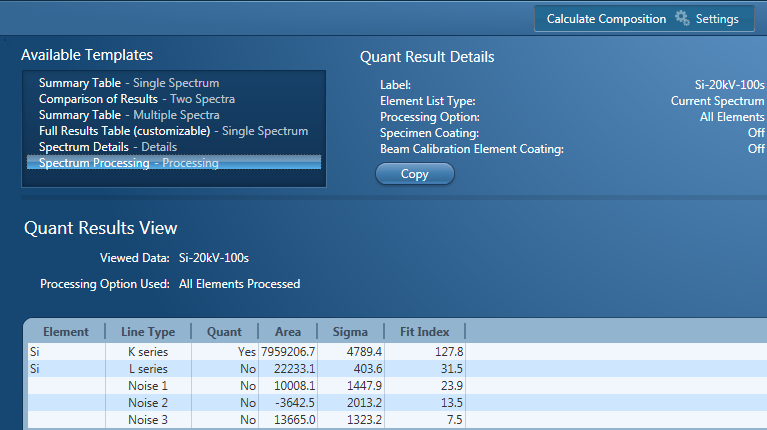 Calculate Composition Settings
Available Templates
Summary Table - Single Spectrum
Comparison of Results - Two Spectra
Summary Table - Multiple Spectra
Full Results Table (customizable) - Single Spectrum
Spectrum Details - Details
Spectrum Processing - Processing
Quant Result Details
Label: Si-20kV-100s
Element List Type: Current Spectrum
Processing Option: All Elements
Specimen Coating: Off
Beam Calibration Element Coating: Off
Copy
Quant Results View
Viewed Data: Si-20kV-100s
Processing Option Used: All Elements Processed
Element Line Type Quant Area Sigma Fit Index
Si K series Yes 7959206.7 4789.4 127.8
Si L series No 22233.1 403.6 31.5
Noise 1 No 10008.1 1447.9 23.9
Noise 2 No -3642.5 2013.2 13.5
Noise 3 No 13665.0 1323.2 7.5